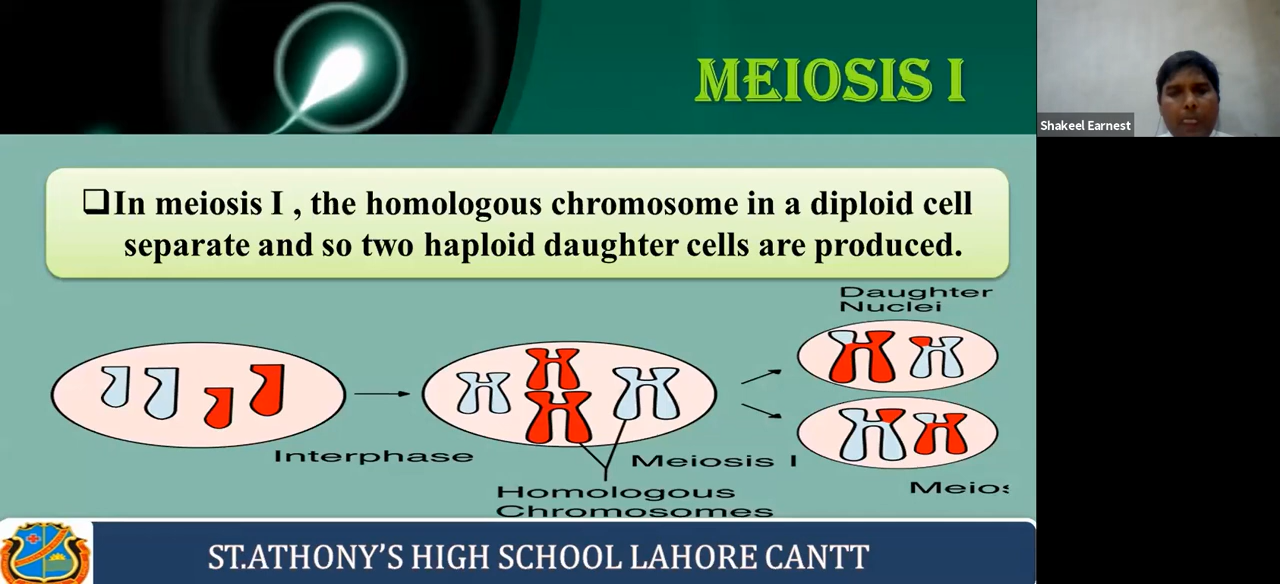 MEIOSIS I
Shakeel Earnest
In meiosis I , the homologous chromosome in a diploid cell
separate and so two haploid daughter cells are produced.
Daughter
Nuclei
Interphase
Meiosis I
Homologous
Chromosomes
Meios
ST.ATHONY'S HIGH SCHOOL LAHORE CANTT